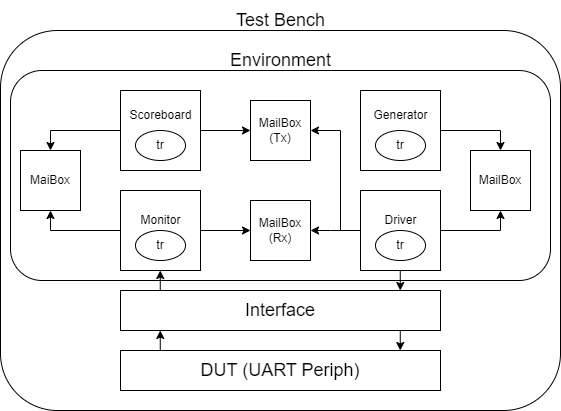 Test Bench
Environment
Scoreboard
tr
MailBox
(Tx)
Generator
tr
MaiBox
MailBox
Monitor
tr
MailBox
(Rx)
Driver
tr
Interface
DUT (UART Periph)